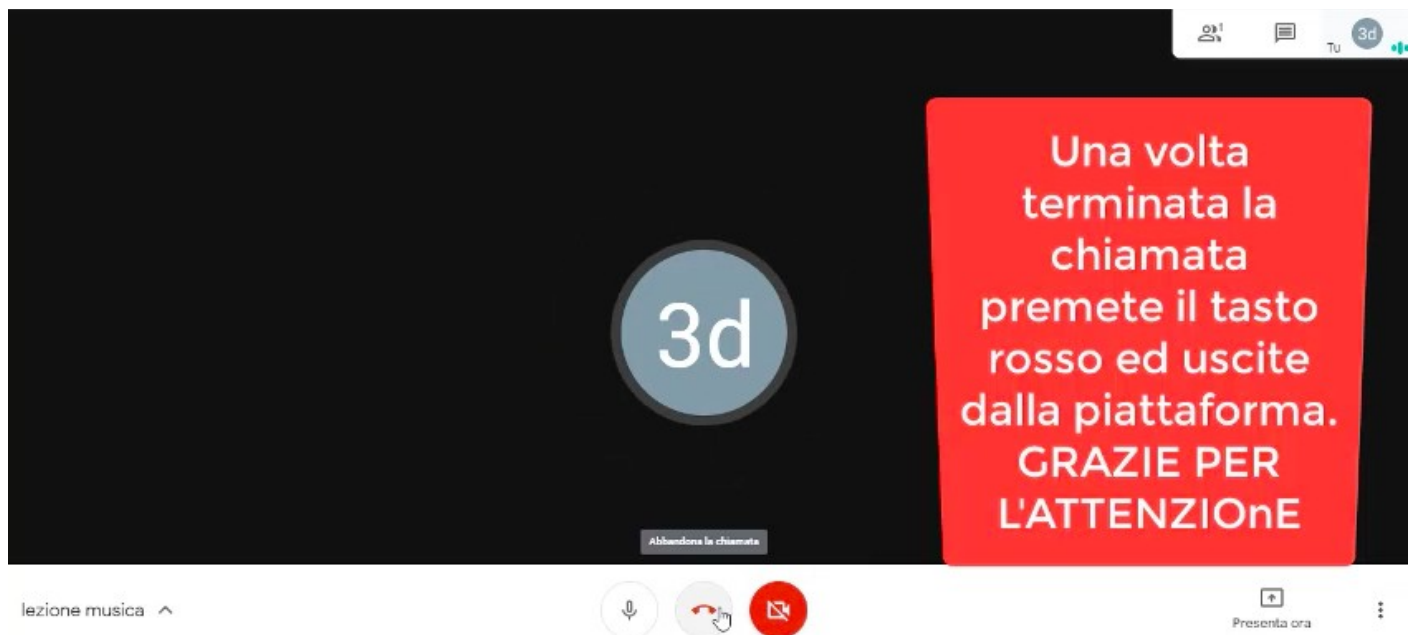 1
Tu
3d
Una volta
terminata la
chiamata
premete il tasto
rosso ed uscite
dalla piattaforma.
GRAZIE PER
L'ATTENZIOnE
3d
Abbandona la chiamata
lezione musica
Presenta ora